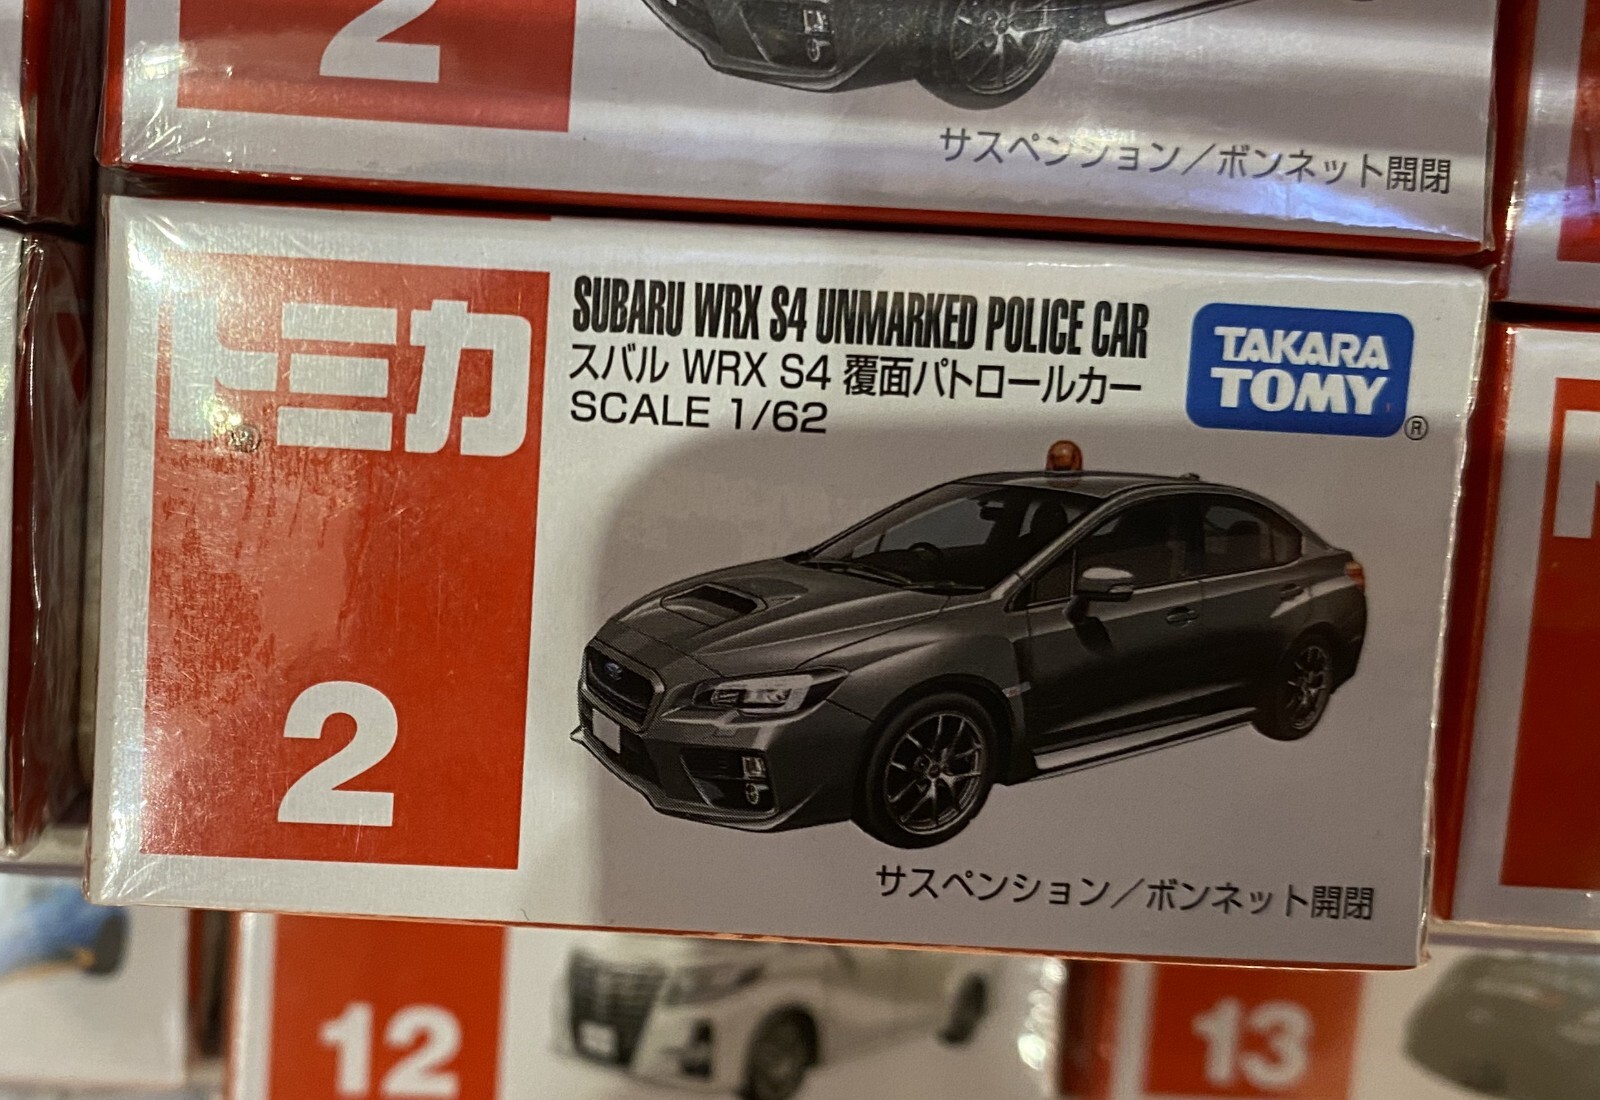 2
サスペンション/ボンネット開閉
トミカ
SUBARU WRX S4 UNMARKED POLICE CAR
スバル WRX S4 覆面パトロールカー
SCALE 1/62
TAKARA
TOMY
®
2
サスペンション/ボンネット開閉
12
13